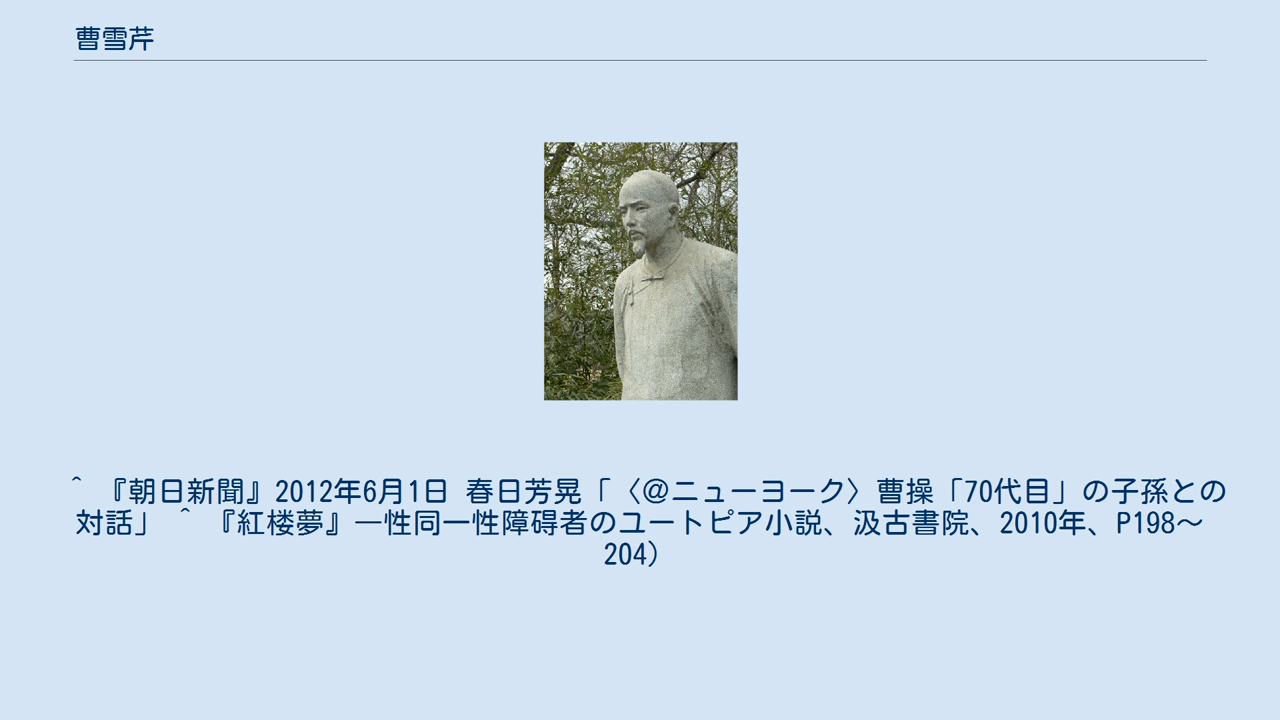 曹雪芹
^ 『朝日新聞』2012年6月1日 春日芳晃「〈@ニューヨーク〉曹操「70代目」の子孫との
対話」 ^ 『紅楼夢』―性同一性障碍者のユートピア小説、汲古書院、2010年、P198〜
204)